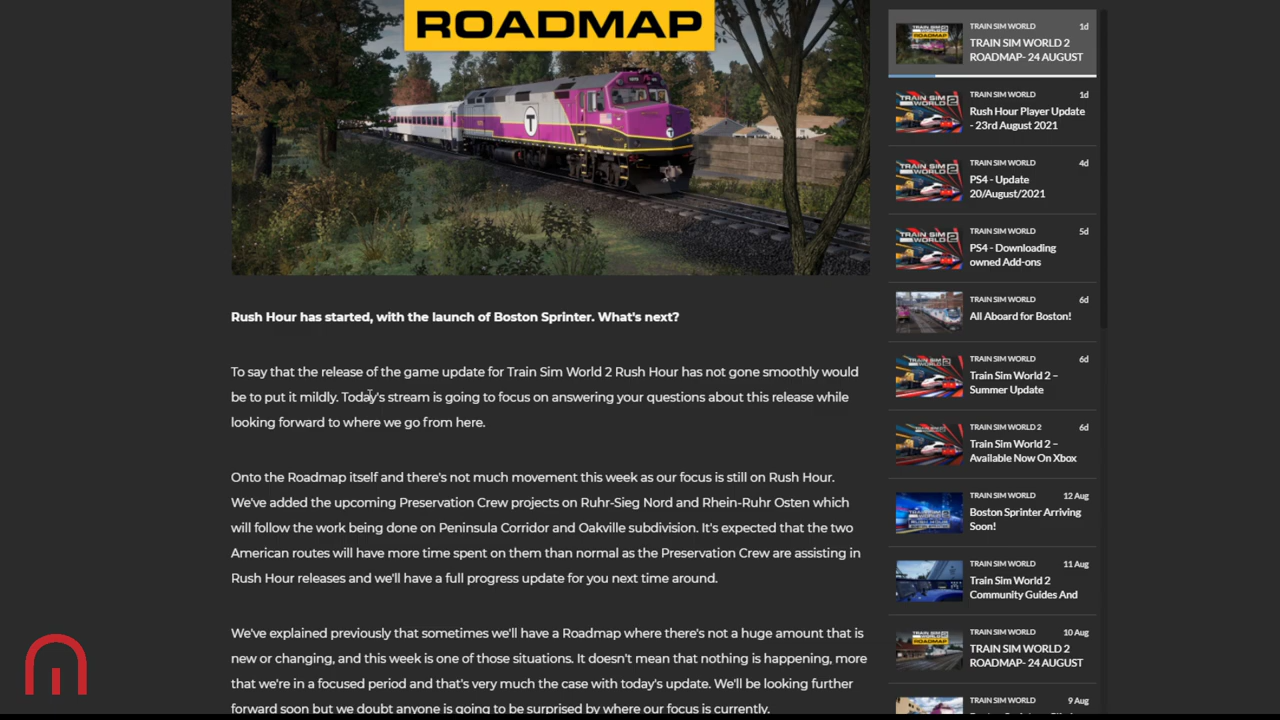 ROADMAP
T
Rush Hour has started, with the launch of Boston Sprinter. What's next?
To say that the release of the game update for Train Sim World 2 Rush Hour has not gone smoothly would
be to put it mildly. Today's stream is going to focus on answering your questions about this release while
looking forward to where we go from here.
Onto the Roadmap itself and there's not much movement this week as our focus is still on Rush Hour.
We've added the upcoming Preservation Crew projects on Ruhr-Sieg Nord and Rhein-Ruhr Osten which
will follow the work being done on Peninsula Corridor and Oakville subdivision. It's expected that the two
American routes will have more time spent on them than normal as the Preservation Crew are assisting in
Rush Hour releases and we'll have a full progress update for you next time around.
We've explained previously that sometimes we'll have a Roadmap where there's not a huge amount that is
new or changing, and this week is one of those situations. It doesn't mean that nothing is happening, more
that we're in a focused period and that's very much the case with today's update. We'll be looking further
forward soon but we doubt anyone is going to be surprised by where our focus is currently.
TRAIN SIM WORLD 1d
TRAIN SIM WORLD 2
ROADMAP- 24 AUGUST
TRAIN SIM WORLD 1d
Rush Hour Player Update
- 23rd August 2021
TRAIN SIM WORLD 4d
PS4 - Update
20/August/2021
TRAIN SIM WORLD 5d
PS4 - Downloading
owned Add-ons
TRAIN SIM WORLD 6d
All Aboard for Boston!
TRAIN SIM WORLD 6d
Train Sim World 2 –
Summer Update
TRAIN SIM WORLD 2 6d
Train Sim World 2 –
Available Now On Xbox
TRAIN SIM WORLD 12 Aug
Boston Sprinter Arriving
Soon!
TRAIN SIM WORLD 11 Aug
Train Sim World 2
Community Guides And
TRAIN SIM WORLD 10 Aug
TRAIN SIM WORLD 2
ROADMAP- 24 AUGUST
TRAIN SIM WORLD 9 Aug